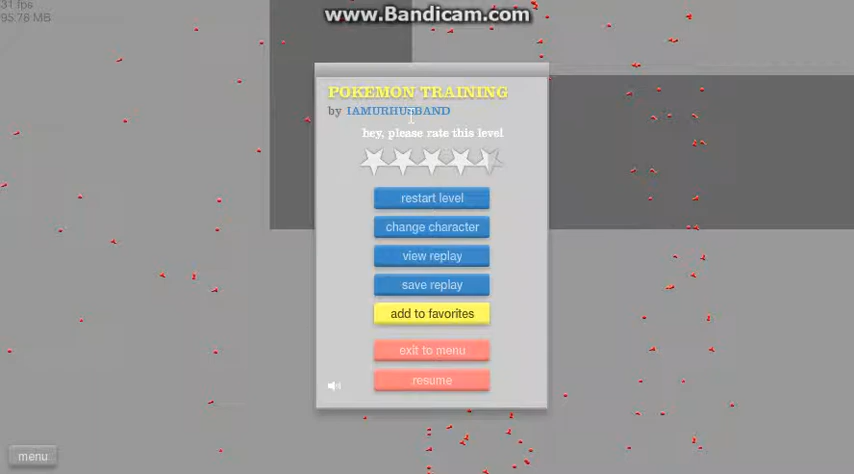 31 fps
95.78 MB
www.Bandicam.com
POKEMON TRAINING
by IAMURHUSBAND
hey, please rate this level
restart level
change character
view replay
save replay
add to favorites
exit to menu
resume
menu